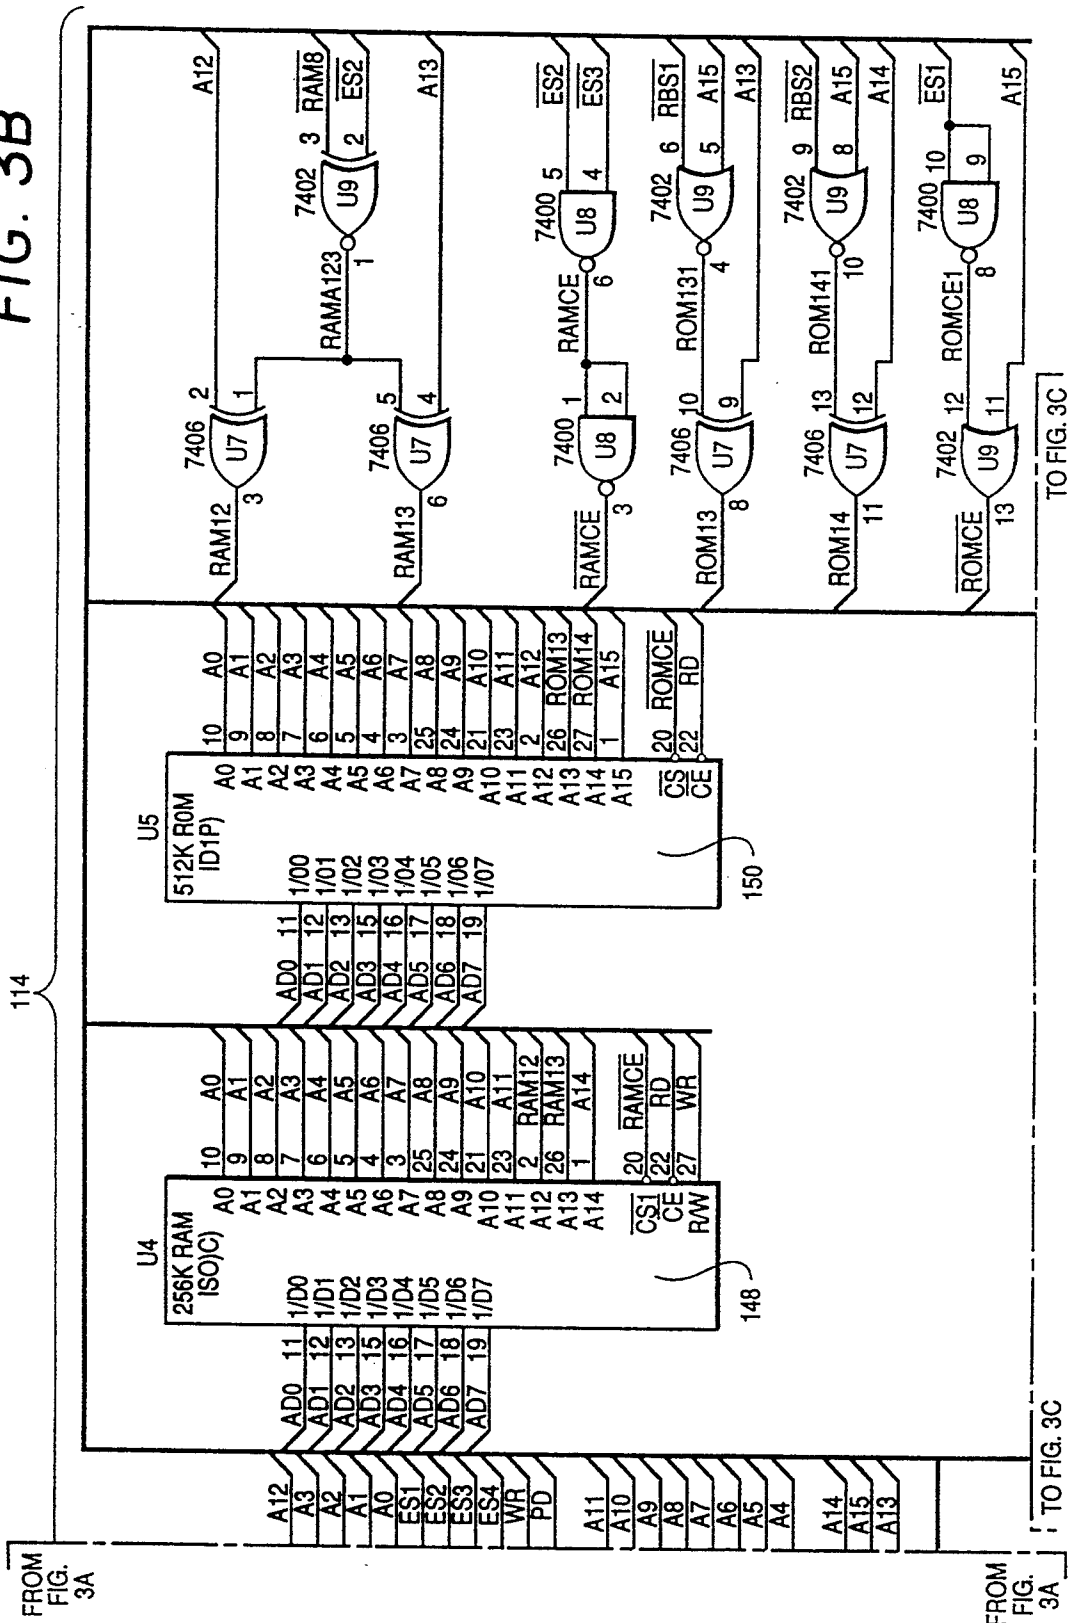 FIG. 3B
114
FROM
FIG.
3A
A12
A3
A2
A1
A0
ES1
ES2
ES3
ES4
WR
PD
A11
A10
A9
A8
A7
A6
A5
A4
A14
A15
A13
FROM
FIG.
3A
TO FIG. 3C
U4
256K RAM
ISO)C)
AD0 11 1/D0
AD1 12 1/D1
AD2 13 1/D2
AD3 15 1/D3
AD4 16 1/D4
AD5 17 1/D5
AD6 18 1/D6
AD7 19 1/D7
A0 10 A0
A1 9 A1
A2 8 A2
A3 7 A3
A4 6 A4
A5 5 A5
A6 4 A6
A7 3 A7
A8 25 A8
A9 24 A9
A10 21 A10
A11 23 A11
A12 2 RAM12
A13 26 RAM13
A14 1 A14
CS1 20 RAMCE
CE 22 RD
R/W 27 WR
148
U5
512K ROM
ID1P)
AD0 11 1/00
AD1 12 1/01
AD2 13 1/02
AD3 15 1/03
AD4 16 1/04
AD5 17 1/05
AD6 18 1/06
AD7 19 1/07
A0 10 A0
A1 9 A1
A2 8 A2
A3 7 A3
A4 6 A4
A5 5 A5
A6 4 A6
A7 3 A7
A8 25 A8
A9 24 A9
A10 21 A10
A11 23 A11
A12 2 A12
A13 26 ROM13
A14 27 ROM14
A15 1 A15
CS 20 ROMCE
CE 22 RD
150
RAM12 3 7406 U7 2 1 A12
RAMA123 1 7402 U9 3 2 RAM8 ES2
RAM13 6 7406 U7 5 4 A13
RAMCE 3 7400 U8 1 2 RAMCE 6 7400 U8 5 4 ES2 ES3
ROM13 8 7406 U7 10 9 ROM131 4 7402 U9 6 5 RBS1 A15 A13
ROM14 11 7406 U7 13 12 ROM141 10 7402 U9 9 8 RBS2 A15 A14
ROMCE 13 7402 U9 12 11 ROMCE1 8 7400 U8 10 9 ES1 A15
TO FIG. 3C